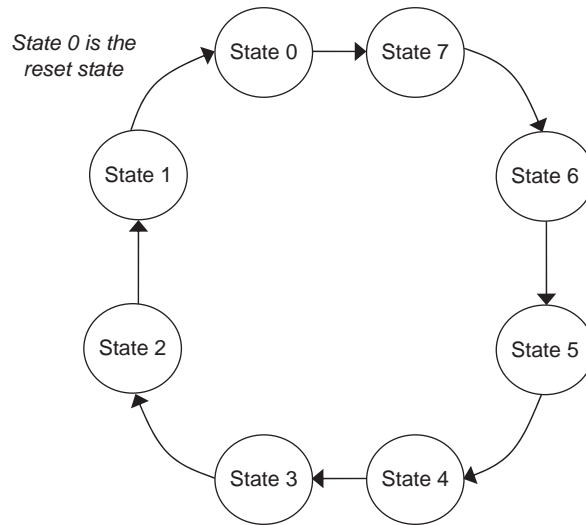 State 0 is the
reset state
State 0
State 7
State 1
State 6
State 2
State 5
State 3
State 4